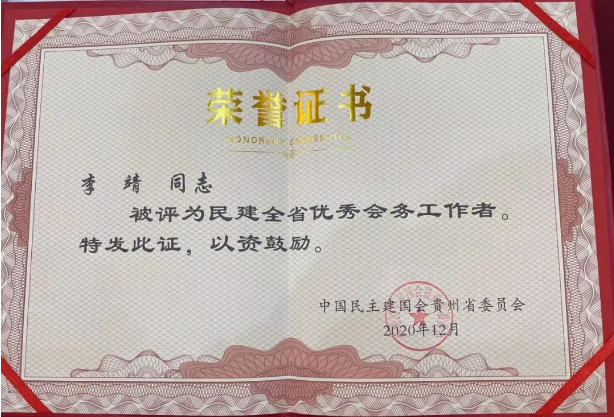 荣誉证书
李 靖 同志
被评为民建全省优秀会务工作者。
特发此证，以资鼓励。
中国民主建国会贵州省委员会
2020年12月